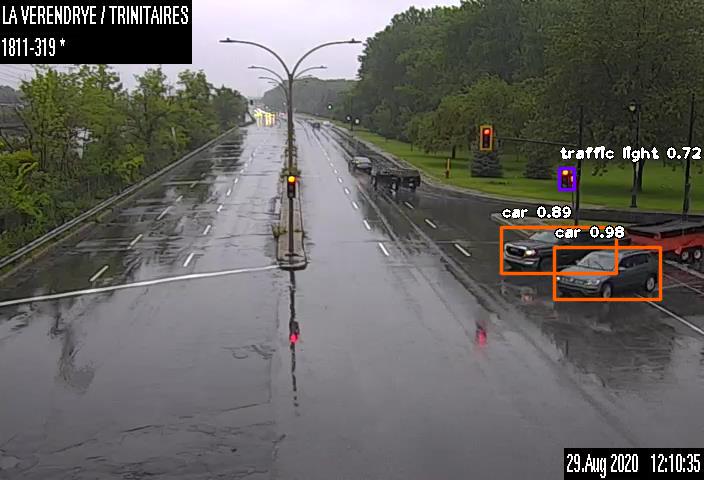 LA VERENDRYE / TRINITAIRES
1811-319 *
traffic light 0.72
car 0.89
car 0.98
29.Aug 2020 12:10:35